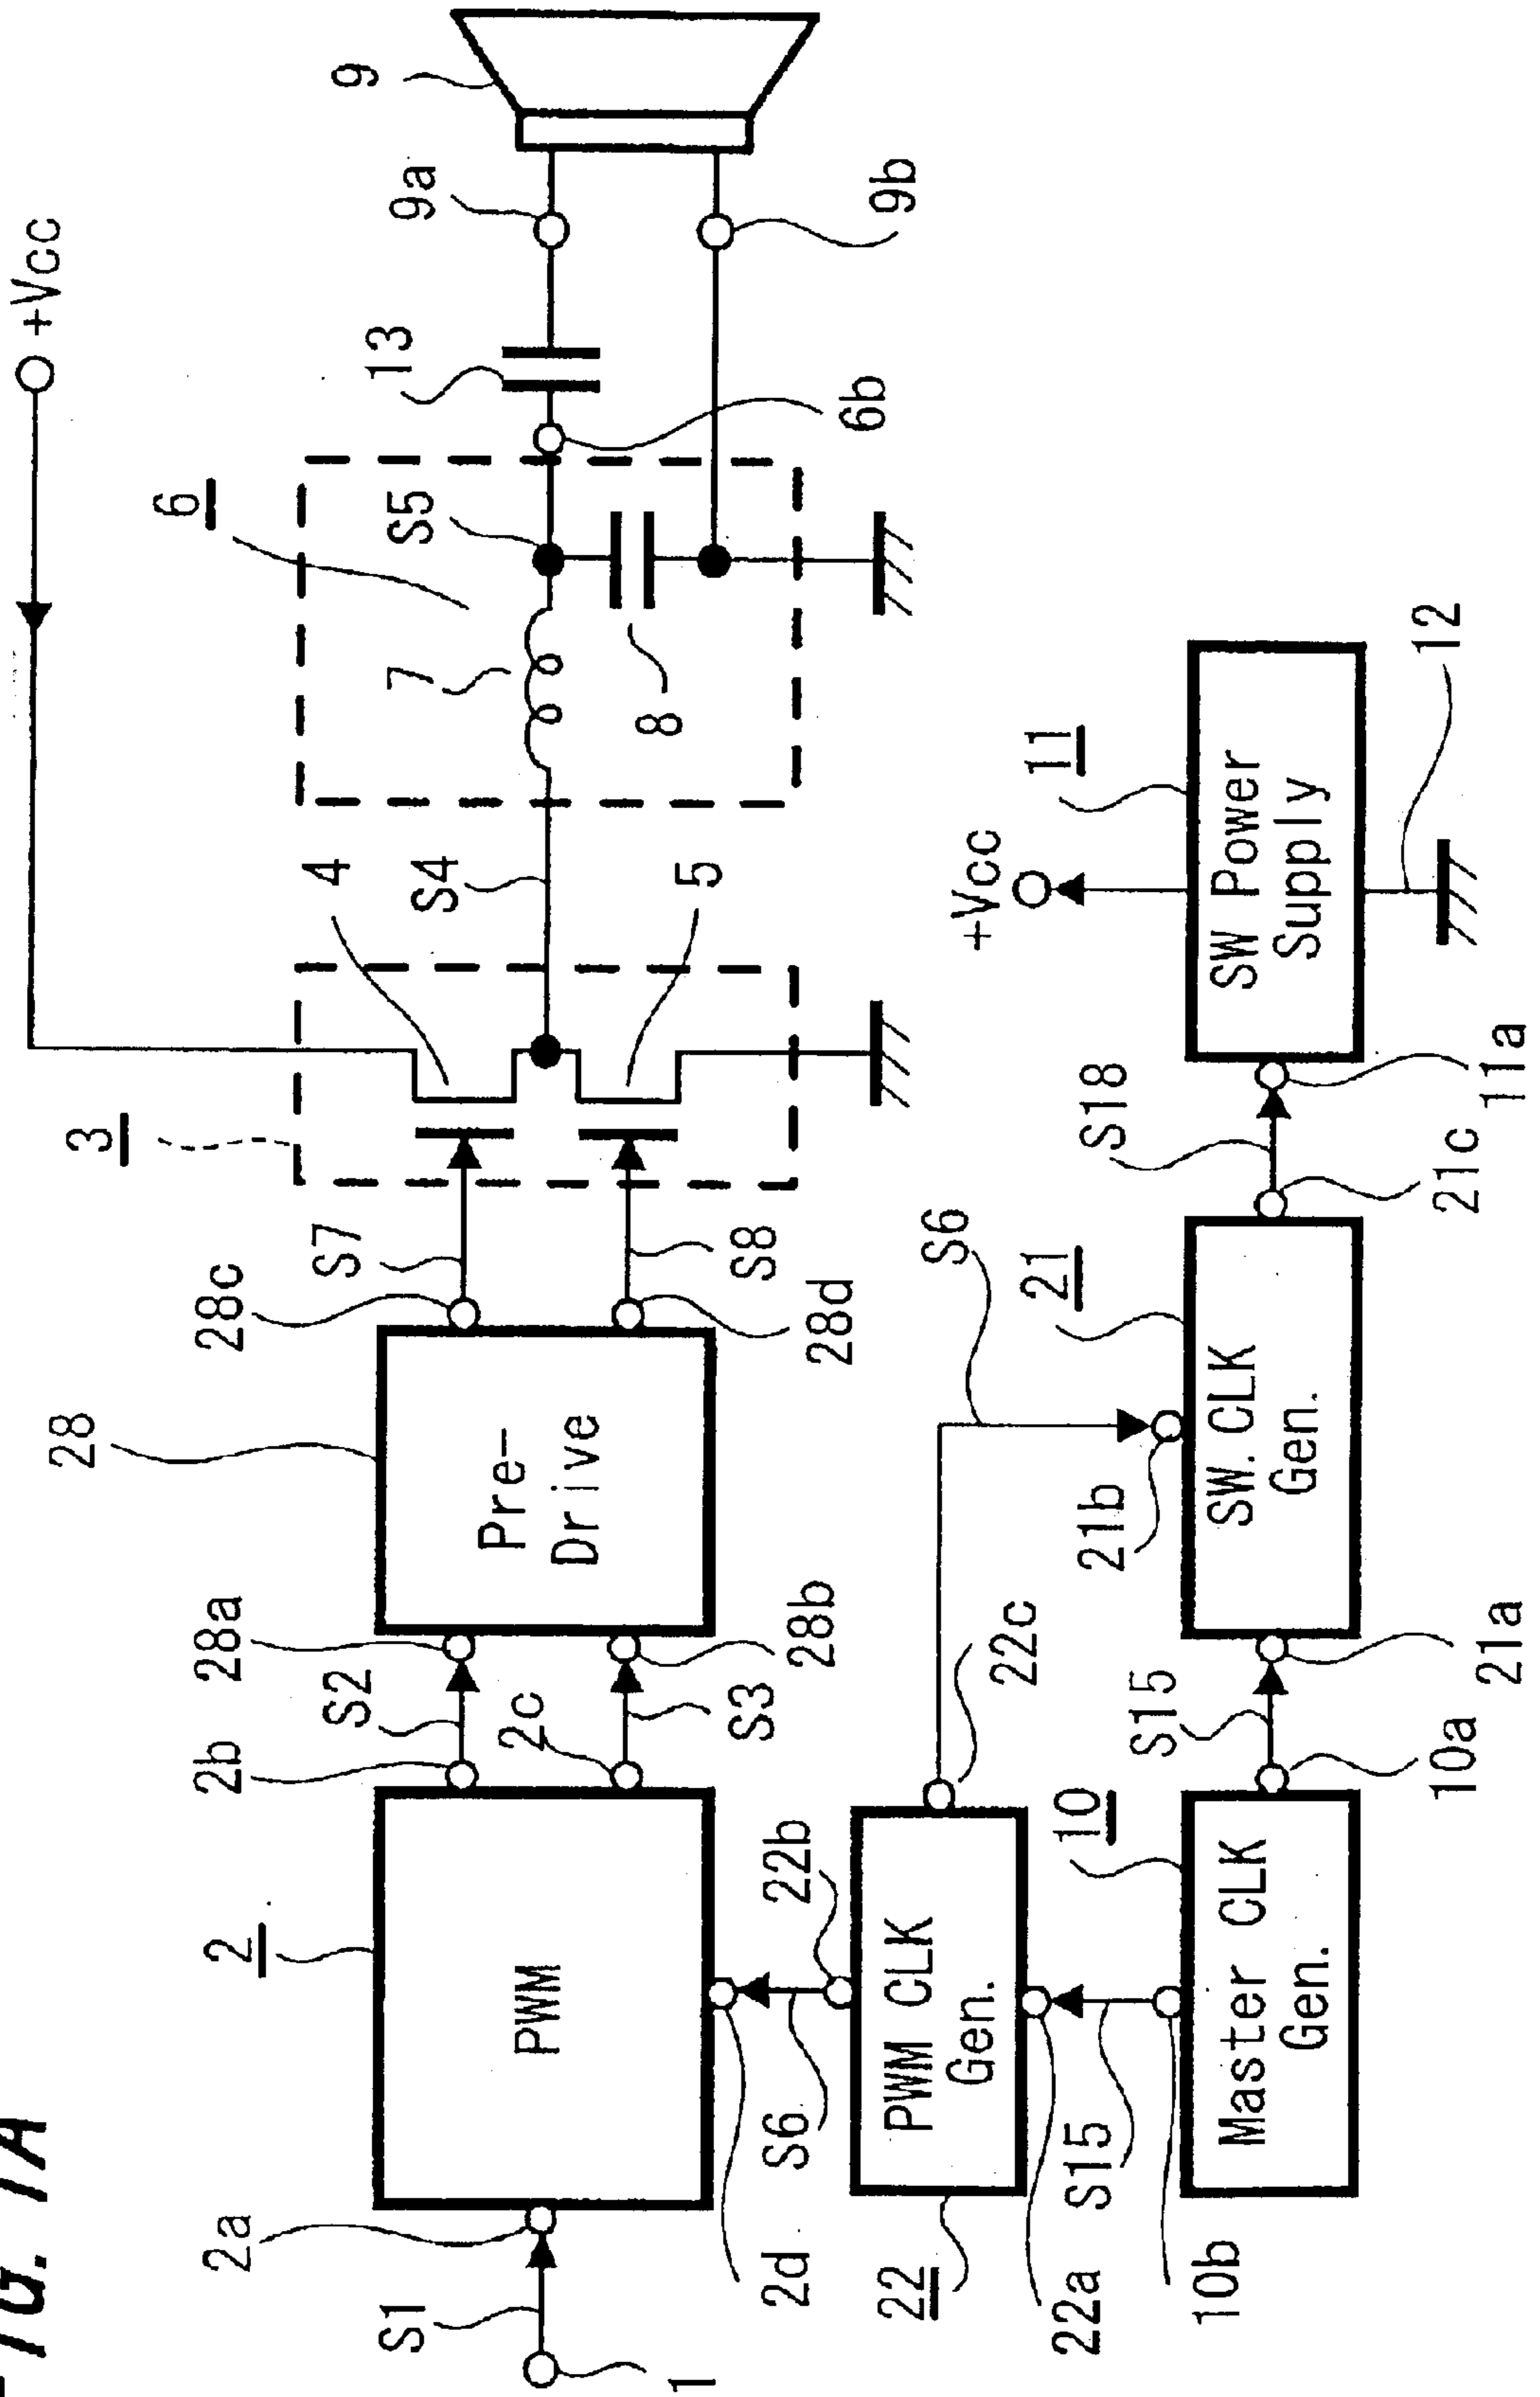 FIG. 1A
+Vcc
S1
1
2a
2
PWM
2b
S2
28a
28
Pre-
Drive
28c
S7
3
4
S4
6
7
S5
13
9a
9
2d
2c
S3
28b
28d
S8
5
8
6b
9b
S6
22b
22
PWM CLK
Gen.
22c
S6
22a
S15
10b
10
Master CLK
Gen.
10a
S15
21a
21b
21
SW. CLK
Gen.
21c
S18
11a
+Vcc
11
SW Power
Supply
12